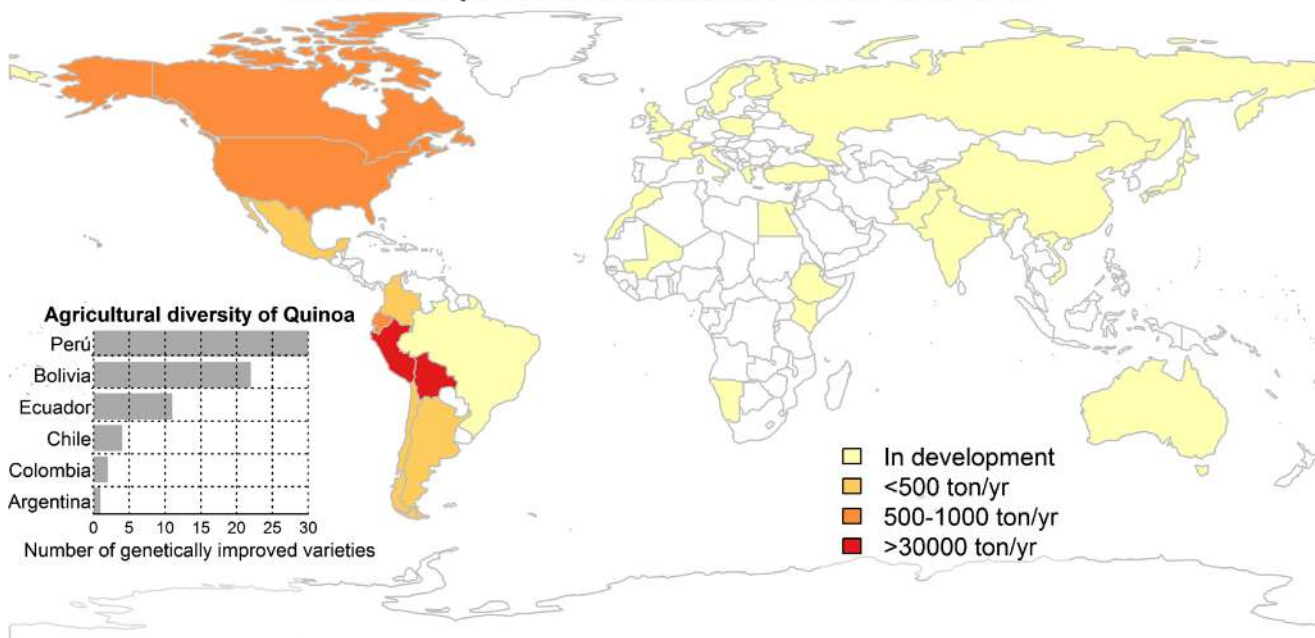 Agricultural diversity of Quinoa
Perú
Bolivia
Ecuador
Chile
Colombia
Argentina
0 5 10 15 20 25 30
Number of genetically improved varieties
In development
<500 ton/yr
500-1000 ton/yr
>30000 ton/yr